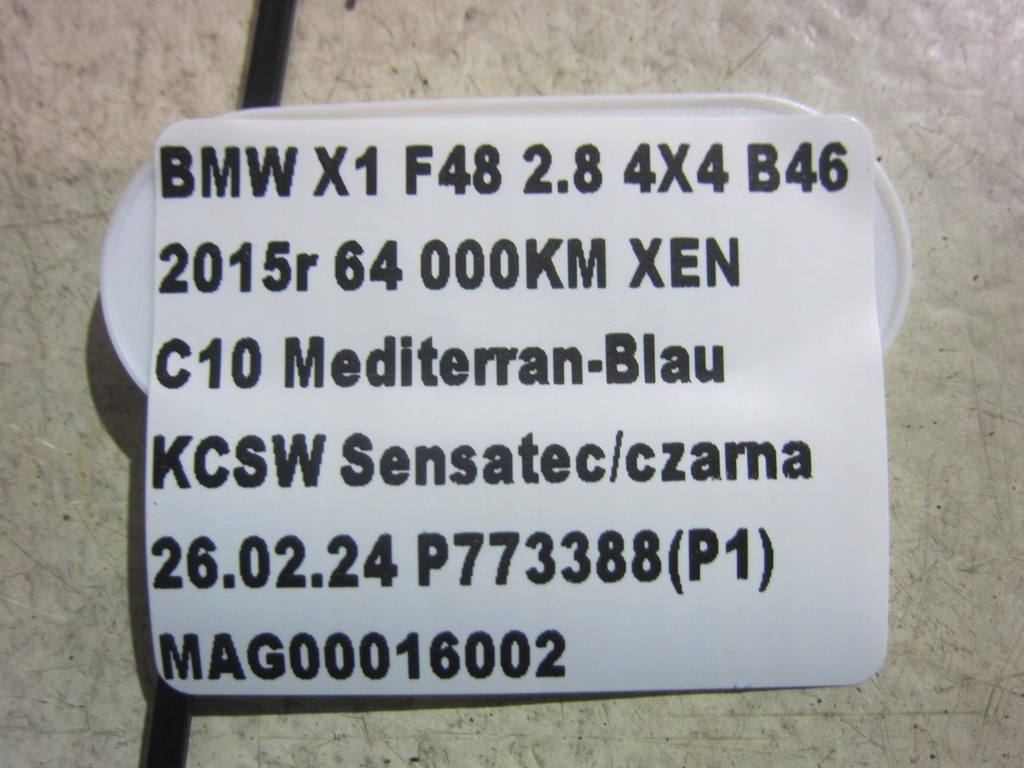 BMW X1 F48 2.8 4X4 B46
2015r 64 000KM XEN
C10 Mediterran-Blau
KCSW Sensatec/czarna
26.02.24 P773388(P1)
MAG00016002